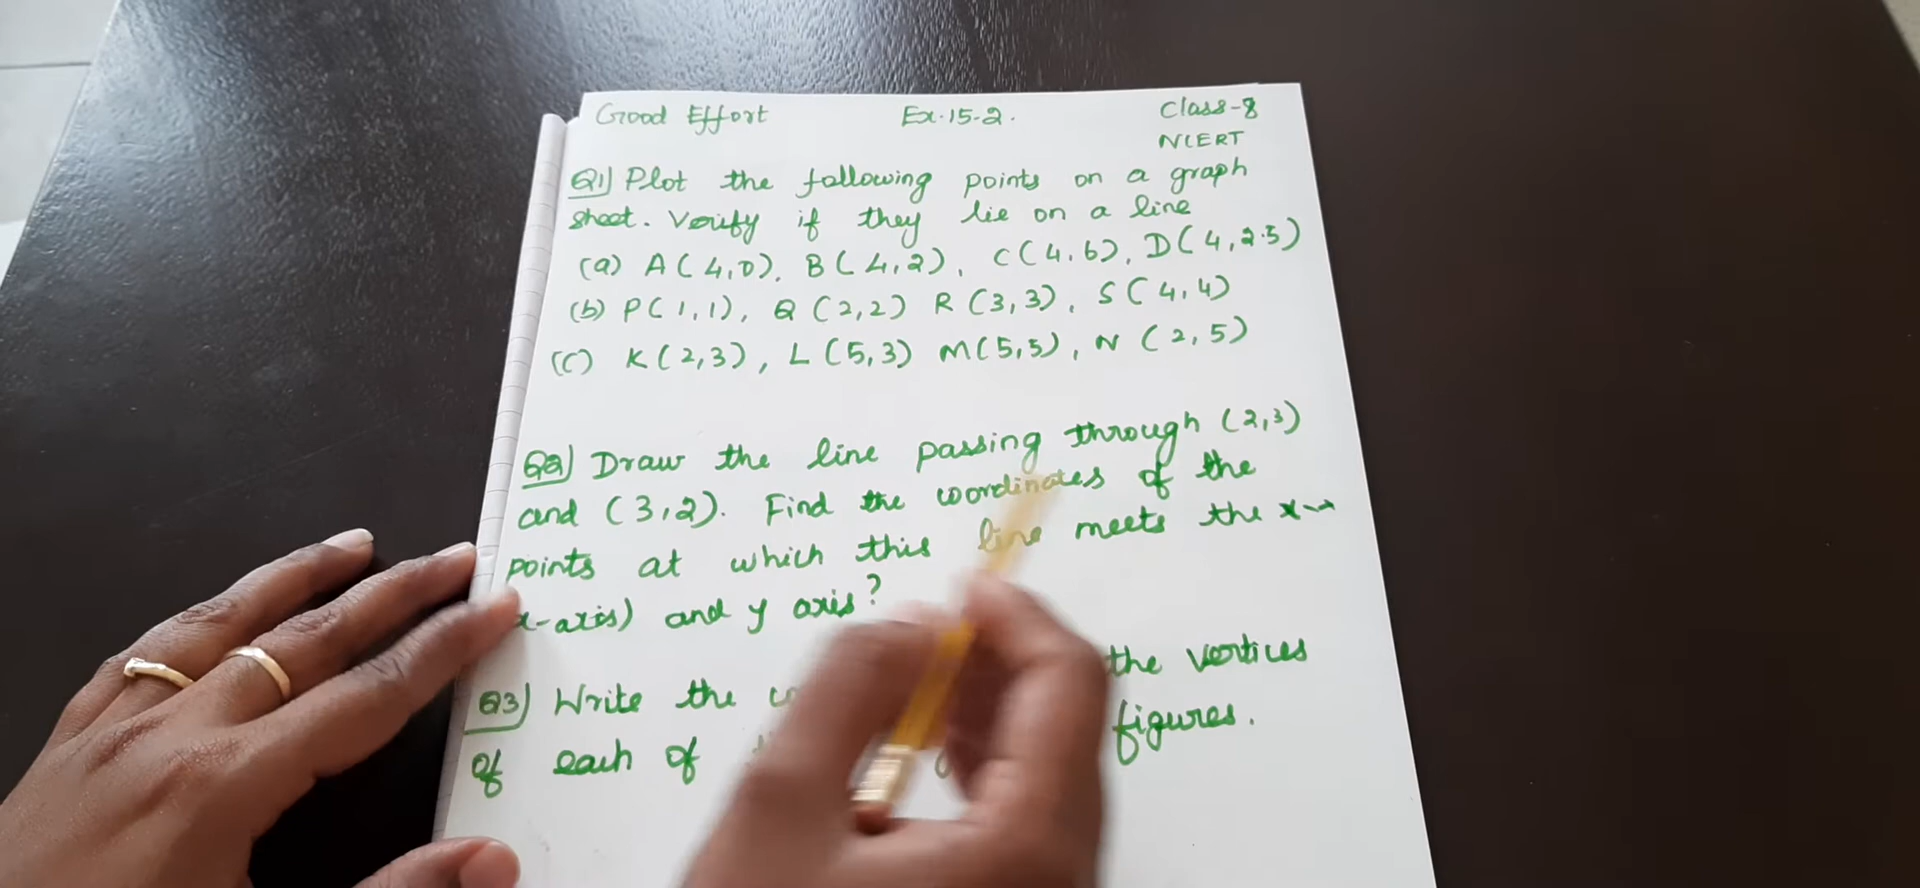 Good Effort Ex.15.2. Class-8
NCERT
Q1) Plot the following points on a graph
sheet. Verify if they lie on a line
(a) A(4,0), B(4,2), C(4,6), D(4,2.5)
(b) P(1,1), Q(2,2) R(3,3), S(4,4)
(c) K(2,3), L(5,3) M(5,5), N(2,5)
Q2) Draw the line passing through (2,3)
and (3,2). Find the coordinates of the
points at which this line meets the
x-axis) and y axis?
Q3) Write the the vertices
of each of figures.